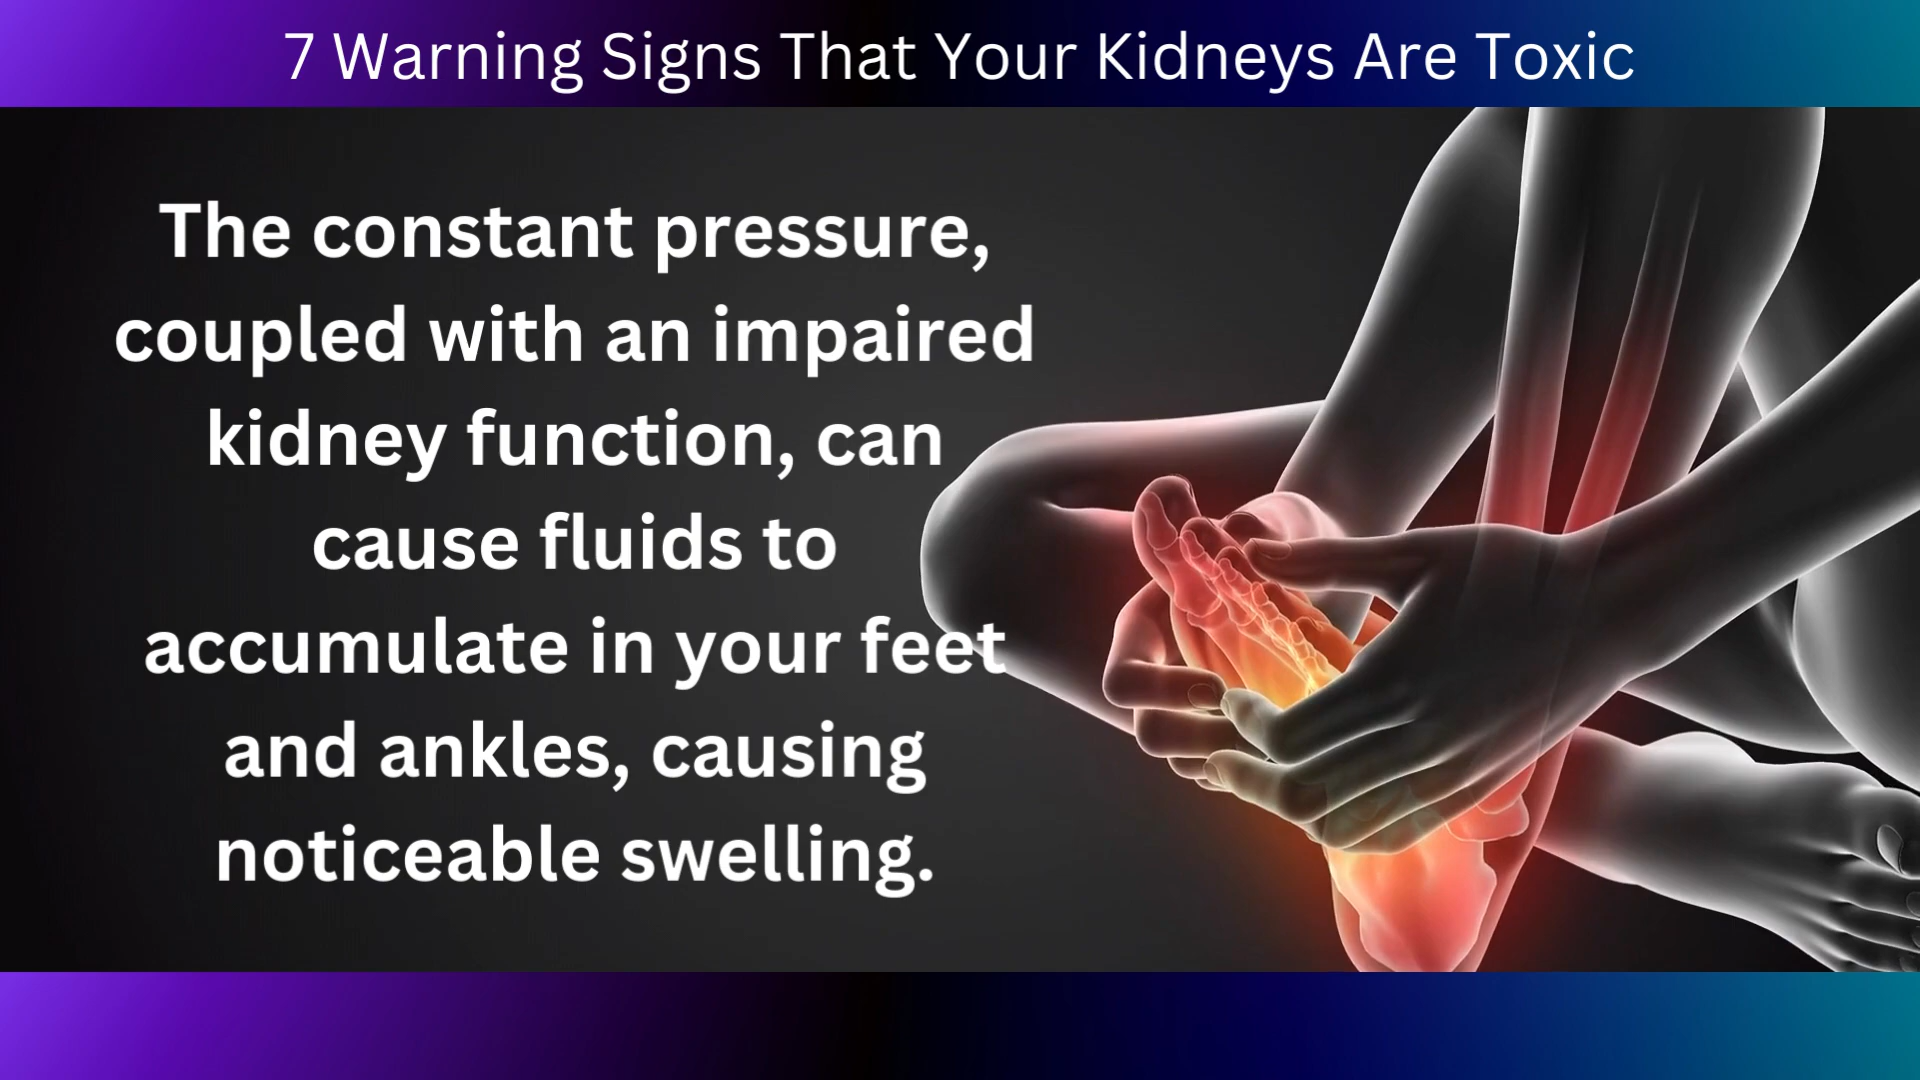 7 Warning Signs That Your Kidneys Are Toxic
The constant pressure,
coupled with an impaired
kidney function, can
cause fluids to
accumulate in your feet
and ankles, causing
noticeable swelling.